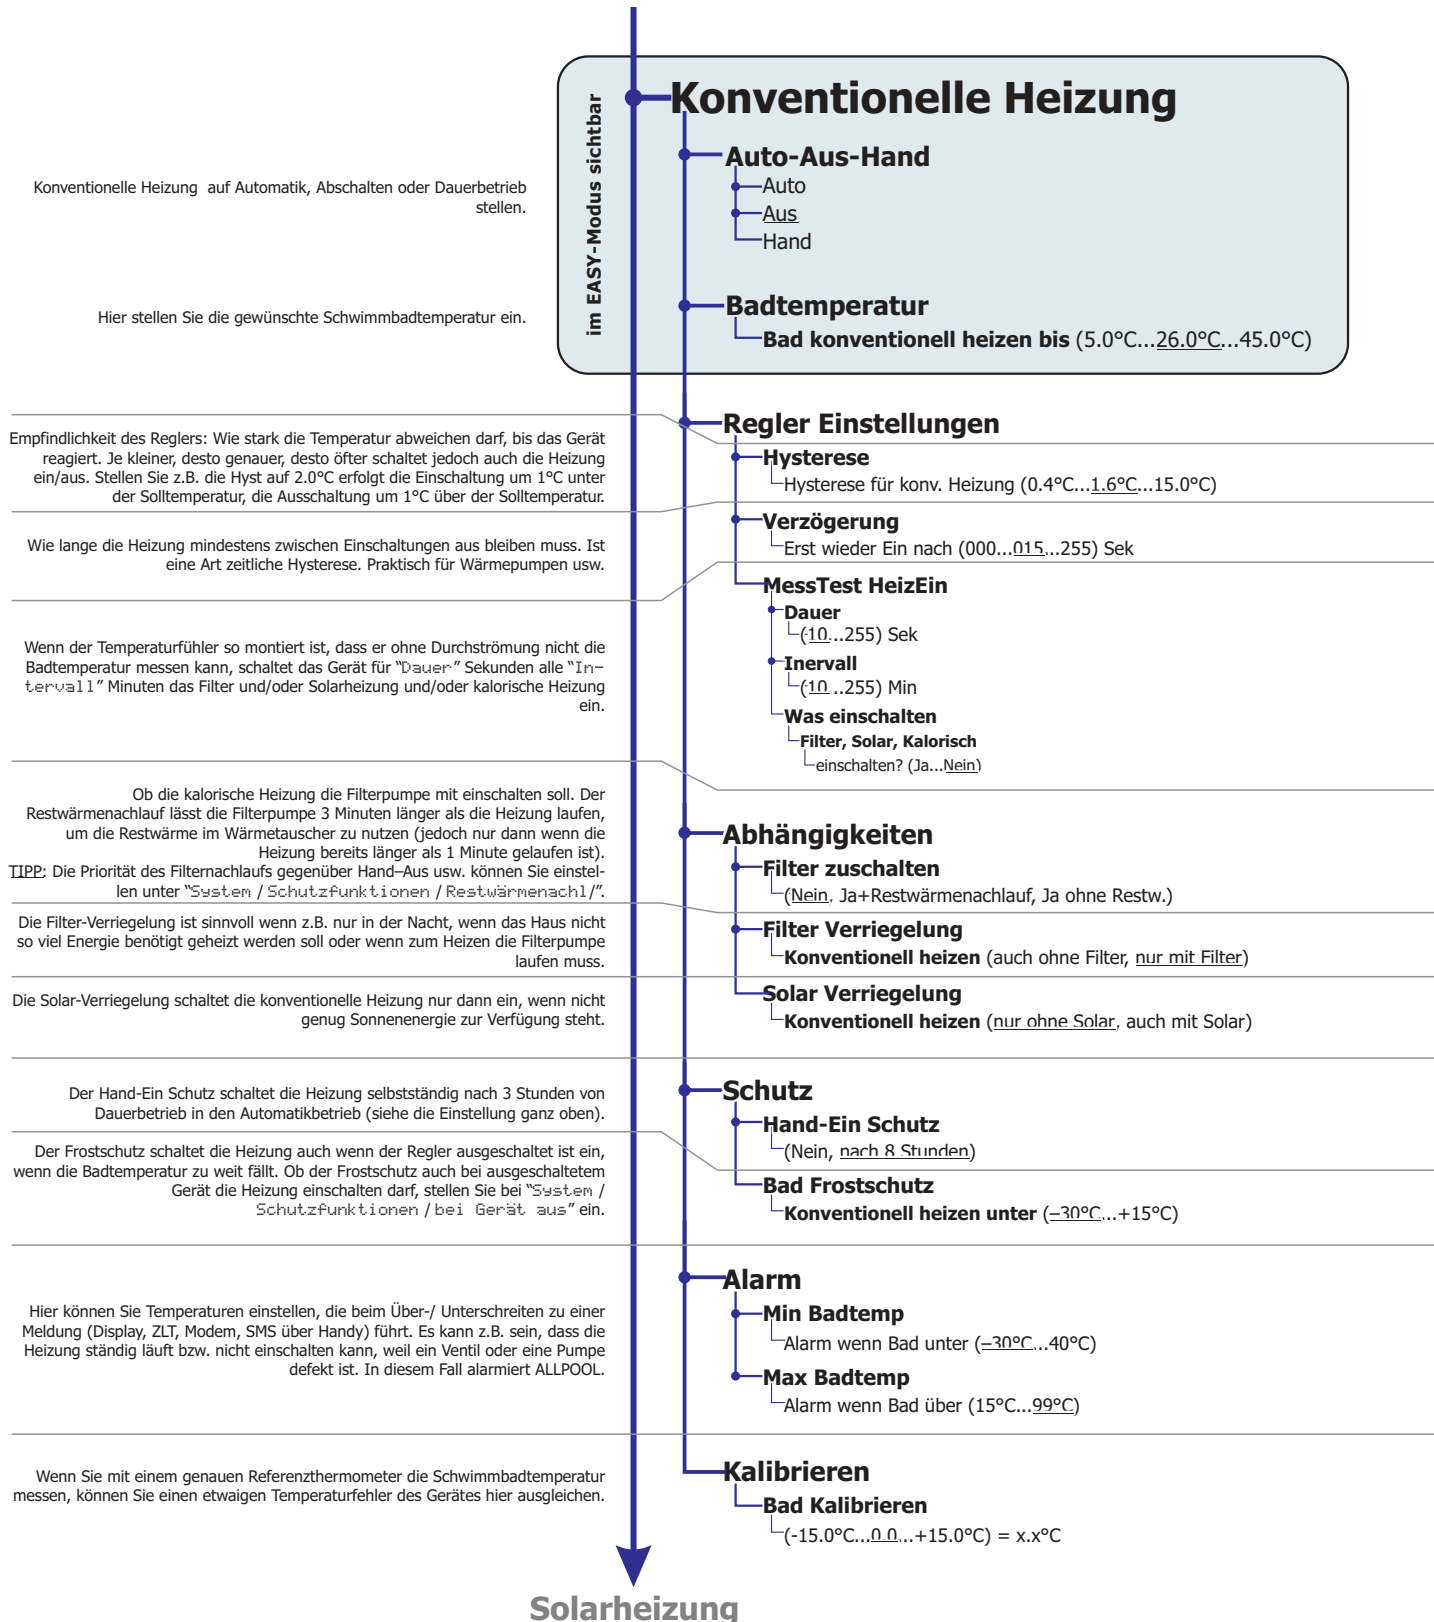 Konventionelle Heizung
im EASY-Modus sichtbar
Auto-Aus-Hand
Auto
Aus
Hand
Konventionelle Heizung auf Automatik, Abschalten oder Dauerbetrieb
stellen.
Badtemperatur
Bad konventionell heizen bis (5.0°C...26.0°C...45.0°C)
Hier stellen Sie die gewünschte Schwimmbadtemperatur ein.
Regler Einstellungen
Hysterese
Hysterese für konv. Heizung (0.4°C...1.6°C...15.0°C)
Empfindlichkeit des Reglers: Wie stark die Temperatur abweichen darf, bis das Gerät
reagiert. Je kleiner, desto genauer, desto öfter schaltet jedoch auch die Heizung
ein/aus. Stellen Sie z.B. die Hyst auf 2.0°C erfolgt die Einschaltung um 1°C unter
der Solltemperatur, die Ausschaltung um 1°C über der Solltemperatur.
Verzögerung
Erst wieder Ein nach (000...015...255) Sek
Wie lange die Heizung mindestens zwischen Einschaltungen aus bleiben muss. Ist
eine Art zeitliche Hysterese. Praktisch für Wärmepumpen usw.
MessTest HeizEin
Dauer
(10...255) Sek
Inervall
(10...255) Min
Was einschalten
Filter, Solar, Kalorisch
einschalten? (Ja...Nein)
Wenn der Temperaturfühler so montiert ist, dass er ohne Durchströmung nicht die
Badtemperatur messen kann, schaltet das Gerät für "Dauer" Sekunden alle "In-
tervall" Minuten das Filter und/oder Solarheizung und/oder kalorische Heizung
ein.
Abhängigkeiten
Filter zuschalten
(Nein, Ja+Restwärmenachlauf, Ja ohne Restw.)
Ob die kalorische Heizung die Filterpumpe mit einschalten soll. Der
Restwärmenachlauf lässt die Filterpumpe 3 Minuten länger als die Heizung laufen,
um die Restwärme im Wärmetauscher zu nutzen (jedoch nur dann wenn die
Heizung bereits länger als 1 Minute gelaufen ist).
TIPP: Die Priorität des Filternachlaufs gegenüber Hand–Aus usw. können Sie einstel-
len unter "System / Schutzfunktionen / Restwärmenachl/".
Filter Verriegelung
Konventionell heizen (auch ohne Filter, nur mit Filter)
Die Filter-Verriegelung ist sinnvoll wenn z.B. nur in der Nacht, wenn das Haus nicht
so viel Energie benötigt geheizt werden soll oder wenn zum Heizen die Filterpumpe
laufen muss.
Solar Verriegelung
Konventionell heizen (nur ohne Solar, auch mit Solar)
Die Solar-Verriegelung schaltet die konventionelle Heizung nur dann ein, wenn nicht
genug Sonnenenergie zur Verfügung steht.
Schutz
Hand-Ein Schutz
(Nein, nach 8 Stunden)
Der Hand-Ein Schutz schaltet die Heizung selbstständig nach 3 Stunden von
Dauerbetrieb in den Automatikbetrieb (siehe die Einstellung ganz oben).
Bad Frostschutz
Konventionell heizen unter (–30°C...+15°C)
Der Frostschutz schaltet die Heizung auch wenn der Regler ausgeschaltet ist ein,
wenn die Badtemperatur zu weit fällt. Ob der Frostschutz auch bei ausgeschaltetem
Gerät die Heizung einschalten darf, stellen Sie bei "System /
Schutzfunktionen / bei Gerät aus" ein.
Alarm
Min Badtemp
Alarm wenn Bad unter (–30°C...40°C)
Max Badtemp
Alarm wenn Bad über (15°C...99°C)
Hier können Sie Temperaturen einstellen, die beim Über-/ Unterschreiten zu einer
Meldung (Display, ZLT, Modem, SMS über Handy) führt. Es kann z.B. sein, dass die
Heizung ständig läuft bzw. nicht einschalten kann, weil ein Ventil oder eine Pumpe
defekt ist. In diesem Fall alarmiert ALLPOOL.
Kalibrieren
Bad Kalibrieren
(-15.0°C...0.0...+15.0°C) = x.x°C
Wenn Sie mit einem genauen Referenzthermometer die Schwimmbadtemperatur
messen, können Sie einen etwaigen Temperaturfehler des Gerätes hier ausgleichen.
Solarheizung